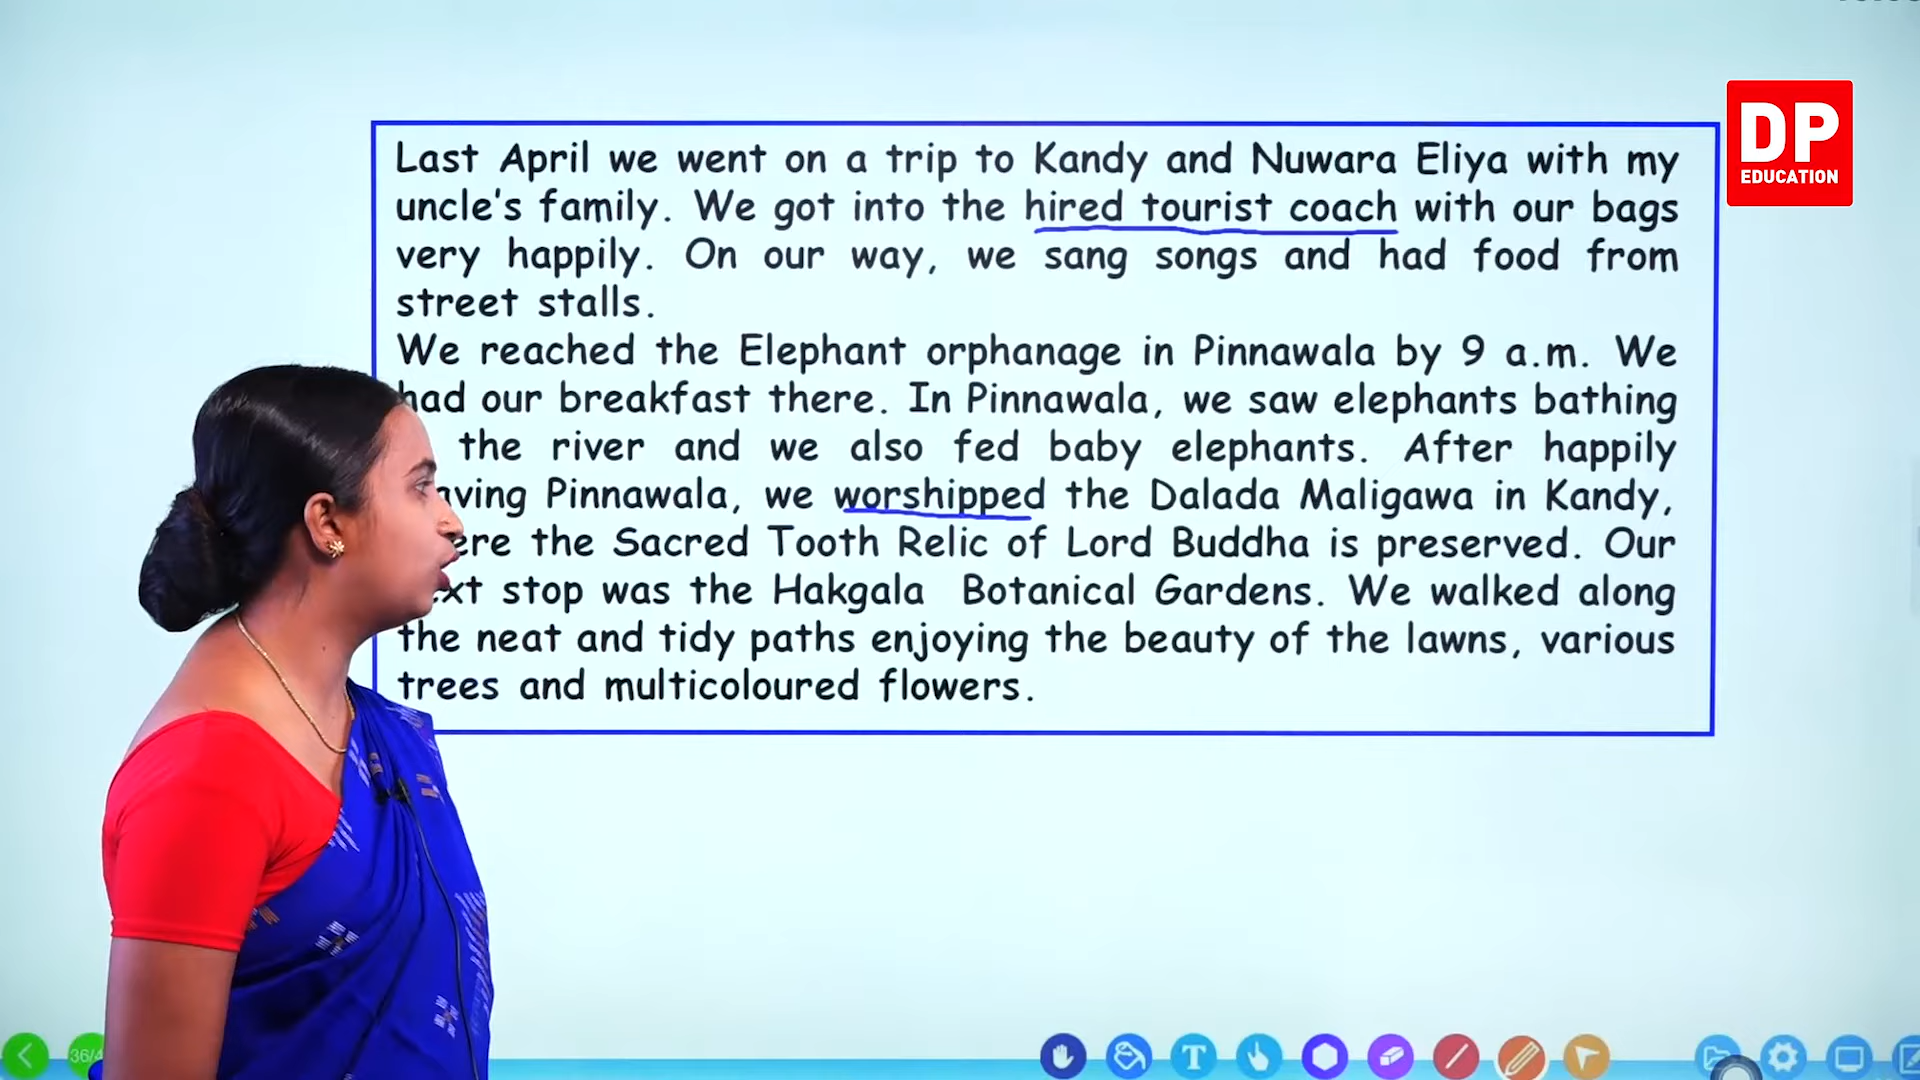 DP
EDUCATION
Last April we went on a trip to Kandy and Nuwara Eliya with my
uncle's family. We got into the hired tourist coach with our bags
very happily. On our way, we sang songs and had food from
street stalls.
We reached the Elephant orphanage in Pinnawala by 9 a.m. We
had our breakfast there. In Pinnawala, we saw elephants bathing
the river and we also fed baby elephants. After happily
Pinnawala, we worshipped the Dalada Maligawa in Kandy,
the Sacred Tooth Relic of Lord Buddha is preserved. Our
stop was the Hakgala Botanical Gardens. We walked along
the neat and tidy paths enjoying the beauty of the lawns, various
trees and multicoloured flowers.
T